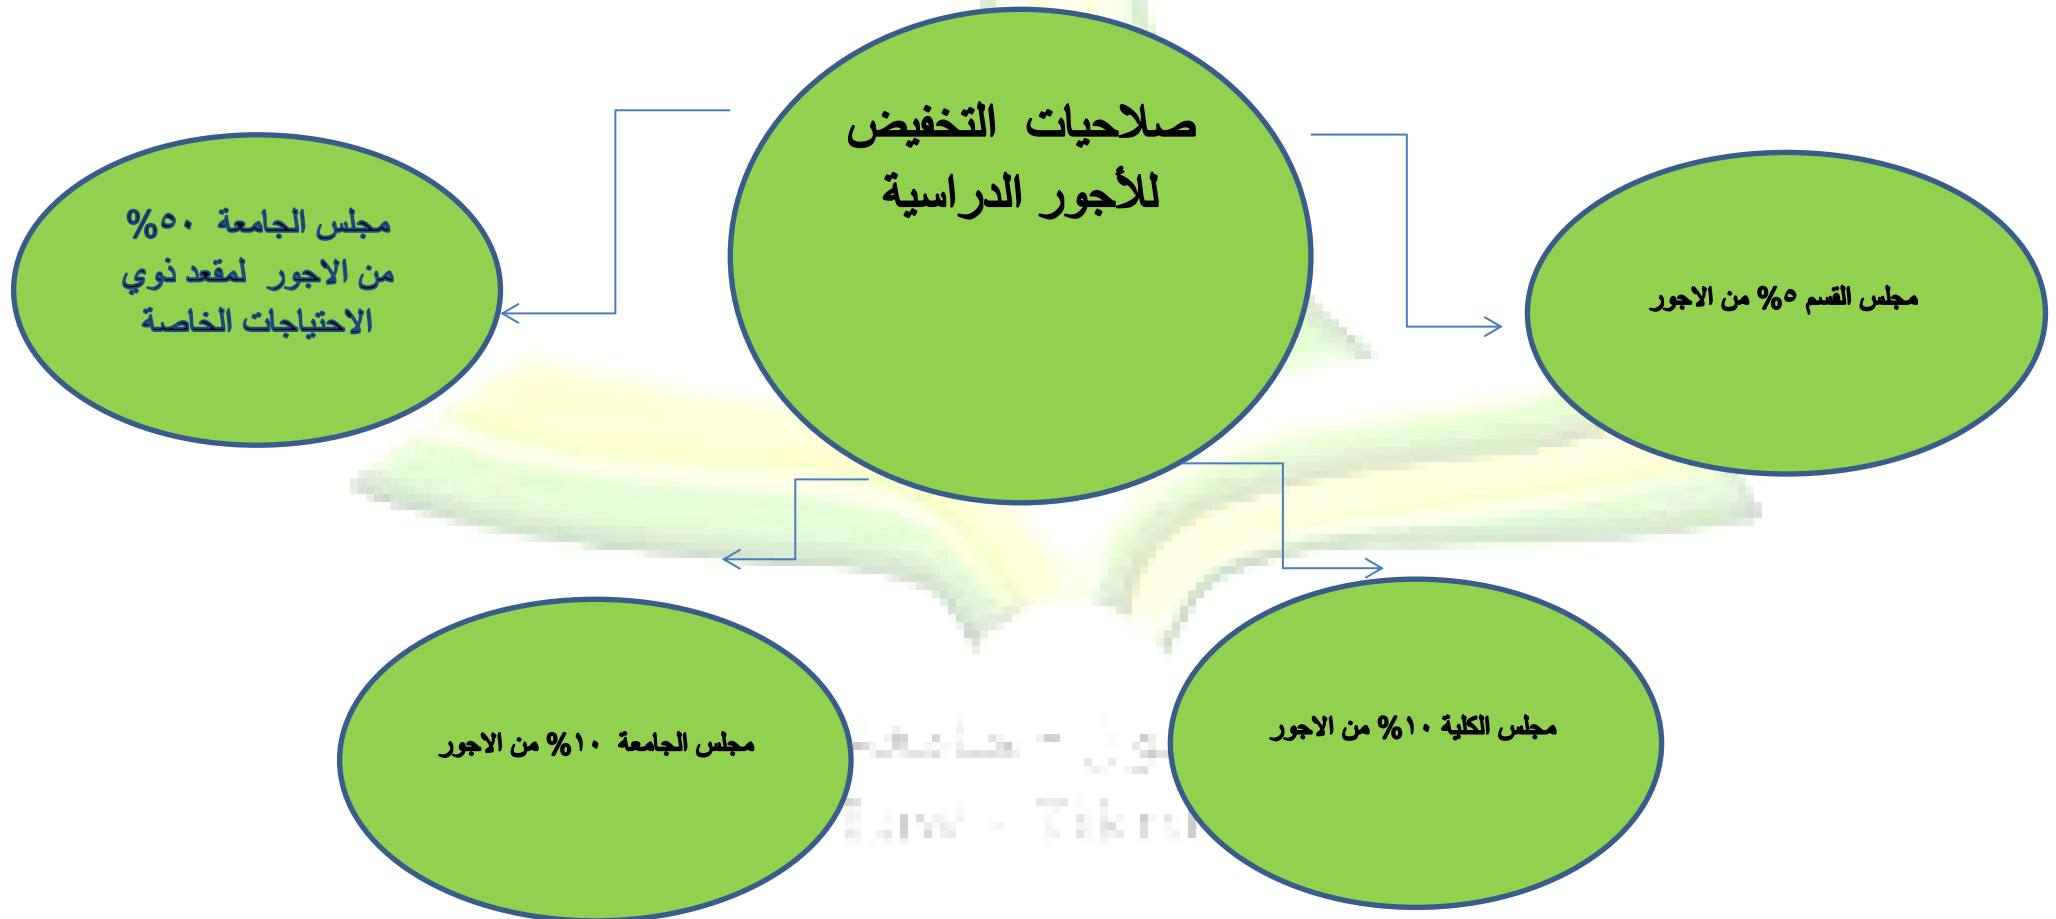 صلاحيات التخفيض
للأجور الدراسية
مجلس القسم ٥% من الاجور
مجلس الكلية ١٠% من الاجور
مجلس الجامعة ١٠% من الاجور
مجلس الجامعة ٥٠%
من الاجور لمقعد ذوي
الاحتياجات الخاصة